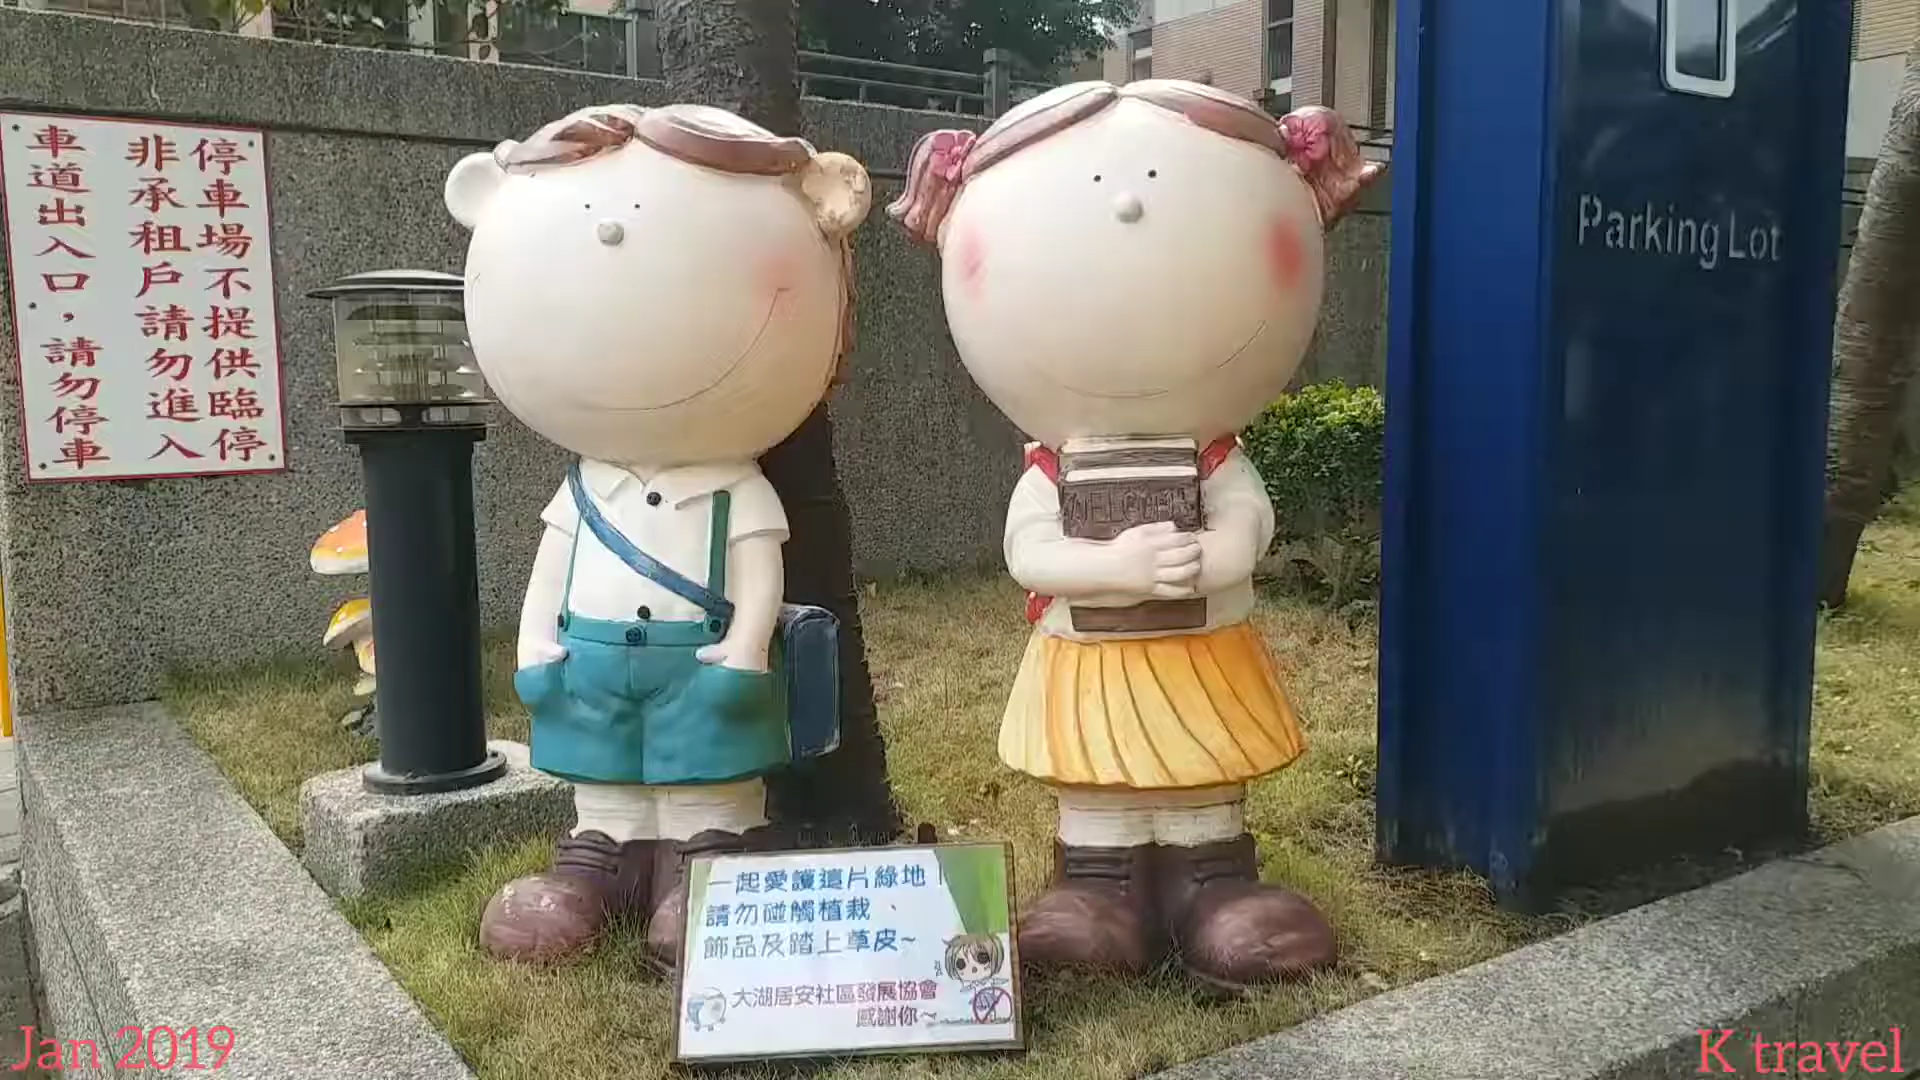 停車場不提供臨停
非承租戶請勿進入
車道出入口，請勿停車
Parking Lot
WELCOME
一起愛護這片綠地！
請勿碰觸植栽、
飾品及踏上草皮~
大湖居安社區發展協會
感謝你~
Jan 2019
K travel